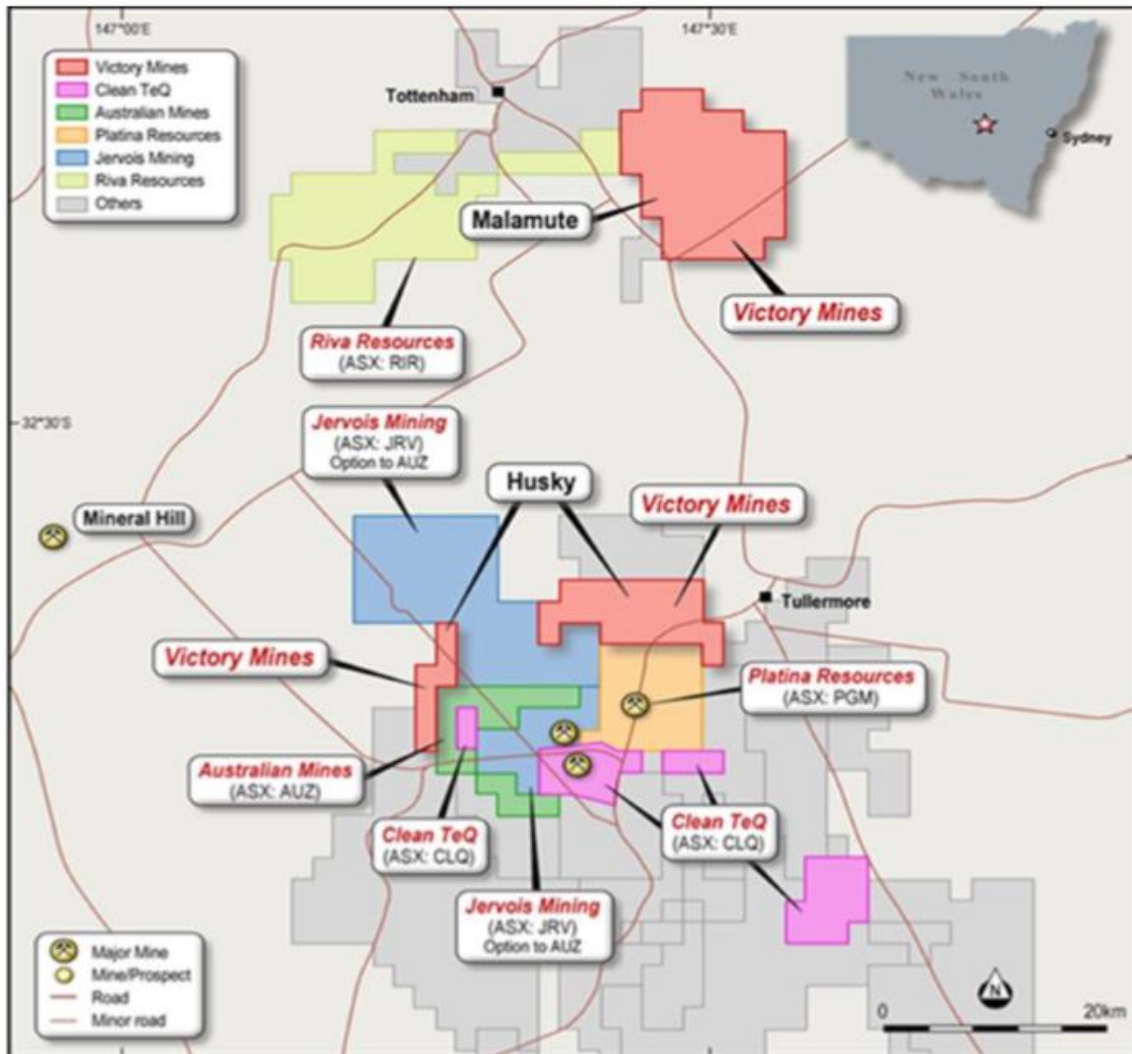 147°00'E
147°30'E
Victory Mines
Clean TeQ
Australian Mines
Platina Resources
Jervois Mining
Riva Resources
Others
New South
Wales
Sydney
Tottenham
Malamute
Victory Mines
Riva Resources
(ASX: RIR)
32°30'S
Jervois Mining
(ASX: JRV)
Option to AUZ
Husky
Victory Mines
Mineral Hill
Tullermore
Victory Mines
Platina Resources
(ASX: PGM)
Australian Mines
(ASX: AUZ)
Clean TeQ
(ASX: CLQ)
Clean TeQ
(ASX: CLQ)
Jervois Mining
(ASX: JRV)
Option to AUZ
Major Mine
Mine/Prospect
Road
Minor road
N
0 20km